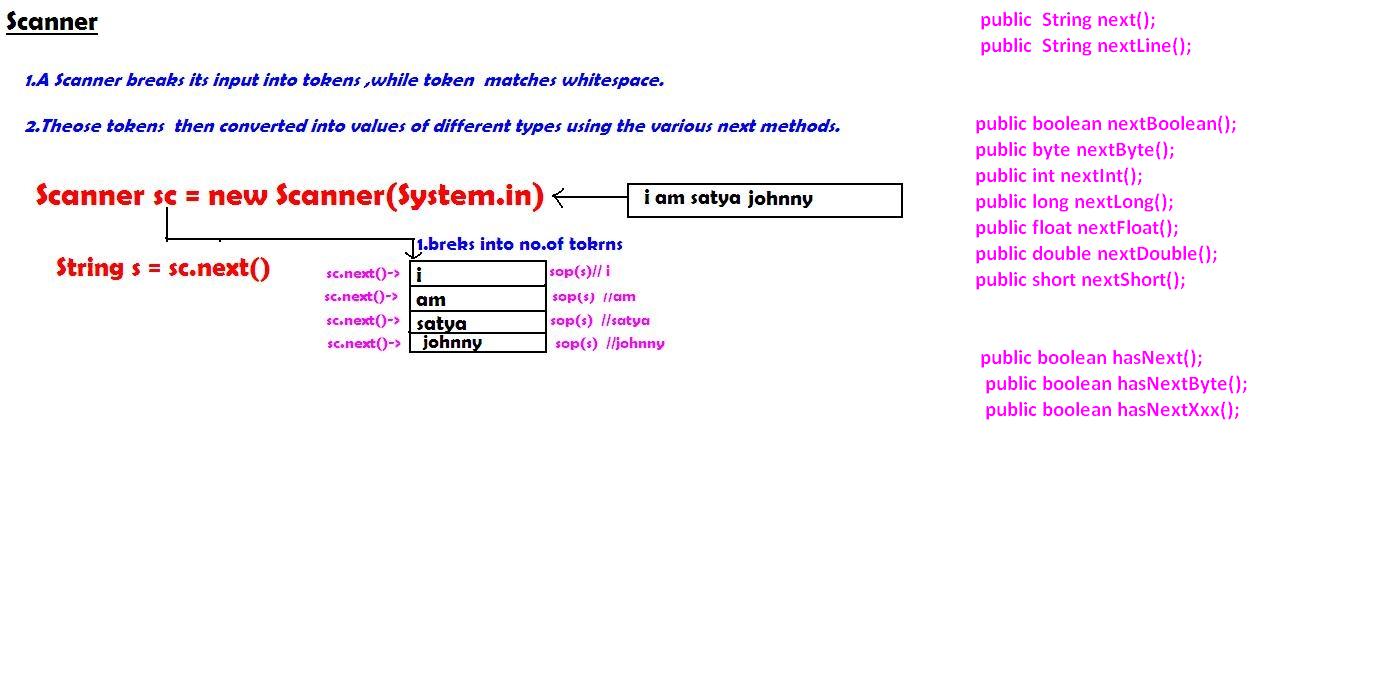 Scanner
1.A Scanner breaks its input into tokens ,while token matches whitespace.
2.Theose tokens then converted into values of different types using the various next methods.
Scanner sc = new Scanner(System.in)
i am satya johnny
1.breks into no.of tokrns
String s = sc.next()
sc.next()-> i sop(s)// i
sc.next()-> am sop(s) //am
sc.next()-> satya sop(s) //satya
sc.next()-> johnny sop(s) //johnny
public String next();
public String nextLine();
public boolean nextBoolean();
public byte nextByte();
public int nextInt();
public long nextLong();
public float nextFloat();
public double nextDouble();
public short nextShort();
public boolean hasNext();
public boolean hasNextByte();
public boolean hasNextXxx();